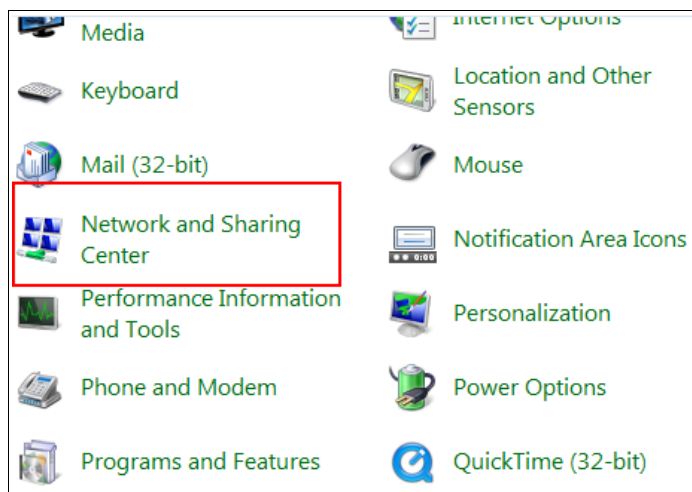 Media
Internet Options
Keyboard
Location and Other
Sensors
Mail (32-bit)
Mouse
Network and Sharing
Center
Notification Area Icons
Performance Information
and Tools
Personalization
Phone and Modem
Power Options
Programs and Features
QuickTime (32-bit)